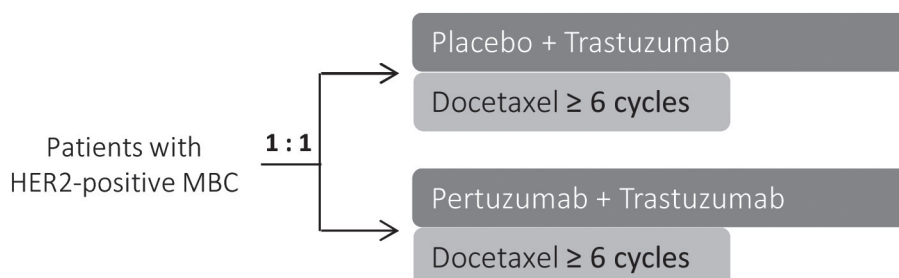 Placebo + Trastuzumab
Docetaxel ≥ 6 cycles
Patients with
HER2-positive MBC
1 : 1
Pertuzumab + Trastuzumab
Docetaxel ≥ 6 cycles